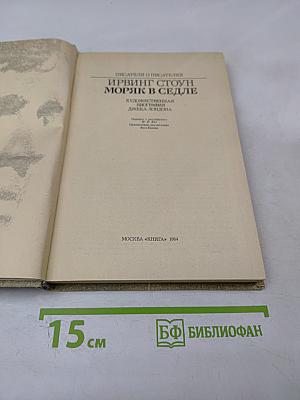 ПИСАТЕЛИ О ПИСАТЕЛЯХ
ИРВИНГ СТОУН
МОРЯК В СЕДЛЕ
ХУДОЖЕСТВЕННАЯ
БИОГРАФИЯ
ДЖЕКА ЛОНДОНА
МОСКВА «КНИГА» 1984
15 см
БФ БИБЛИОФАН